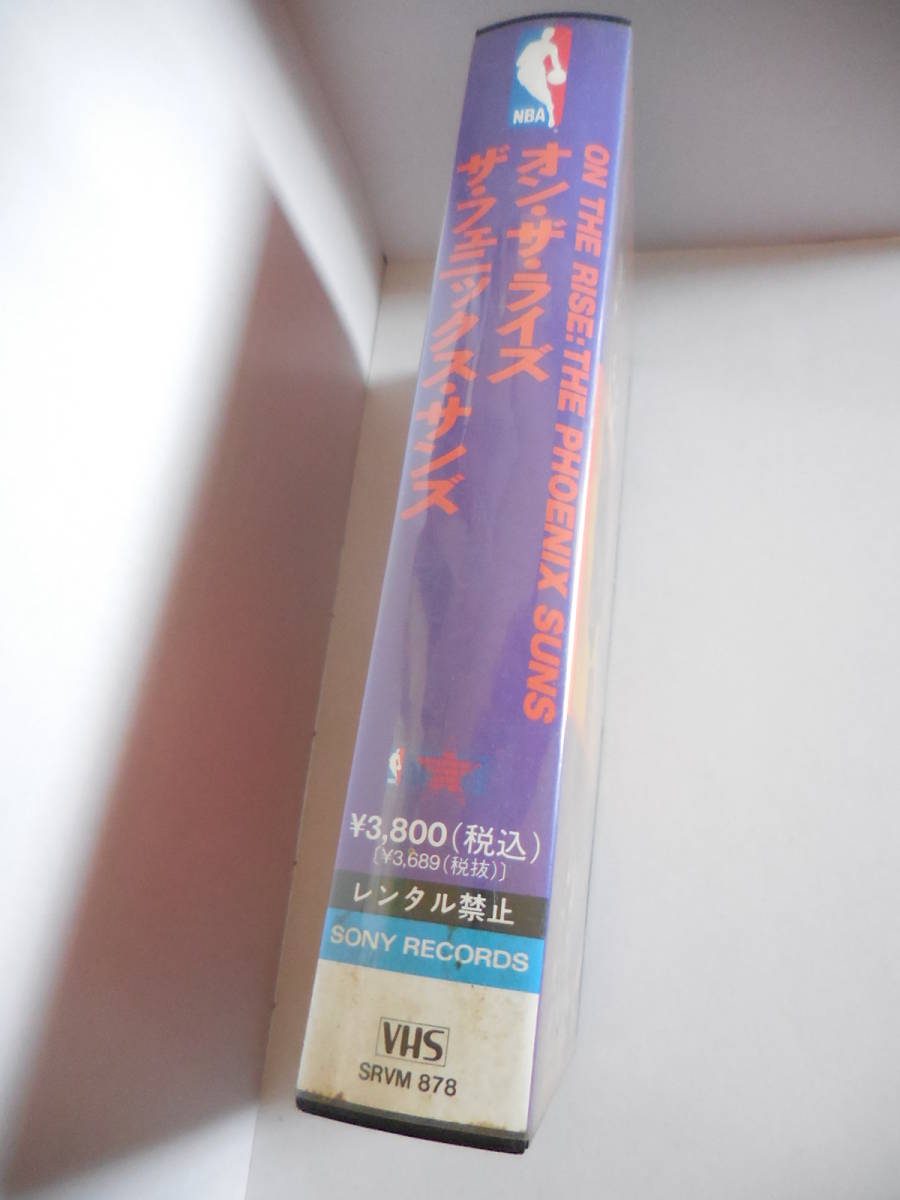 NBA
ON THE RISE: THE PHOENIX SUNS
オン・ザ・ライズ
ザ・フェニックス・サンズ
¥3,800(税込)
〔¥3,689(税抜)〕
レンタル禁止
SONY RECORDS
VHS
SRVM 878